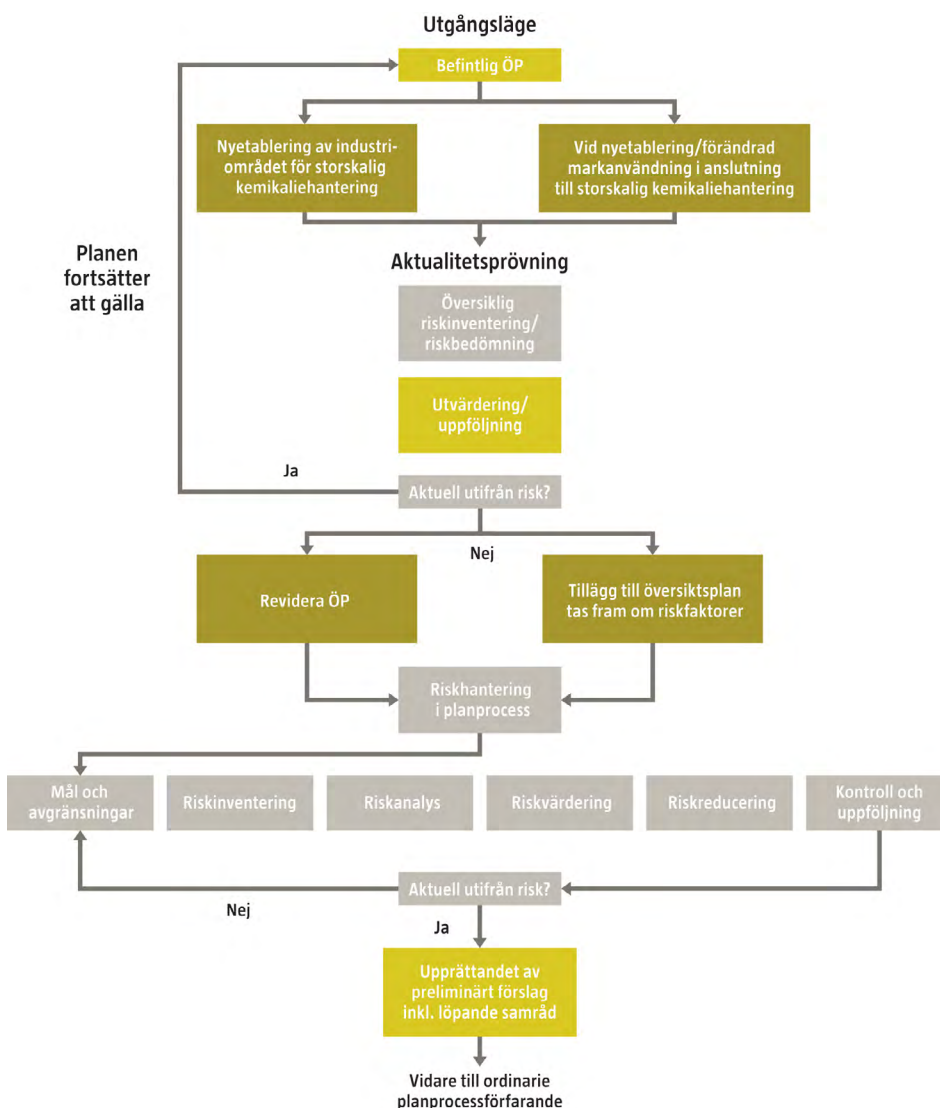 Utgångsläge
Befintlig ÖP
Nyetablering av industri-
området för storskalig
kemikaliehantering
Vid nyetablering/förändrad
markanvändning i anslutning
till storskalig kemikaliehantering
Planen
fortsätter
att gälla
Aktualitetsprövning
Översiklig
riskinventering/
riskbedömning
Utvärdering/
uppföljning
Ja
Aktuell utifrån risk?
Nej
Revidera ÖP
Tillägg till översiktsplan
tas fram om riskfaktorer
Riskhantering
i planprocess
Mål och
avgränsningar
Riskinventering
Riskanalys
Riskvärdering
Riskreducering
Kontroll och
uppföljning
Aktuell utifrån risk?
Nej
Ja
Upprättandet av
preliminärt förslag
inkl. löpande samråd
Vidare till ordinarie
planprocessförfarande